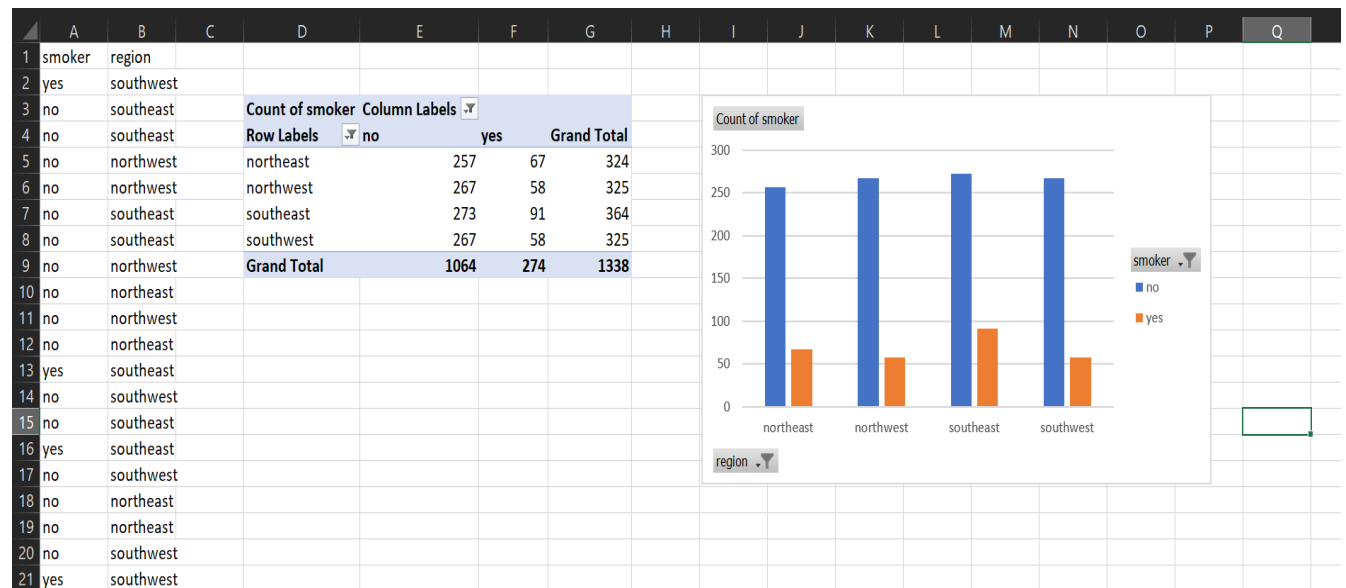 A B C D E F G H I J K L M N O P Q
1 smoker region
2 yes southwest
3 no southeast Count of smoker Column Labels
4 no southeast Row Labels no yes Grand Total
5 no northwest northeast 257 67 324
6 no northwest northwest 267 58 325
7 no southeast southeast 273 91 364
8 no southeast southwest 267 58 325
9 no northwest Grand Total 1064 274 1338
10 no northeast
11 no northwest
12 no northeast
13 yes southeast
14 no southwest
15 no southeast
16 yes southeast
17 no southwest
18 no northeast
19 no northeast
20 no southwest
21 yes southwest
Count of smoker
300
250
200
150
100
50
0
northeast northwest southeast southwest
smoker
no
yes
region